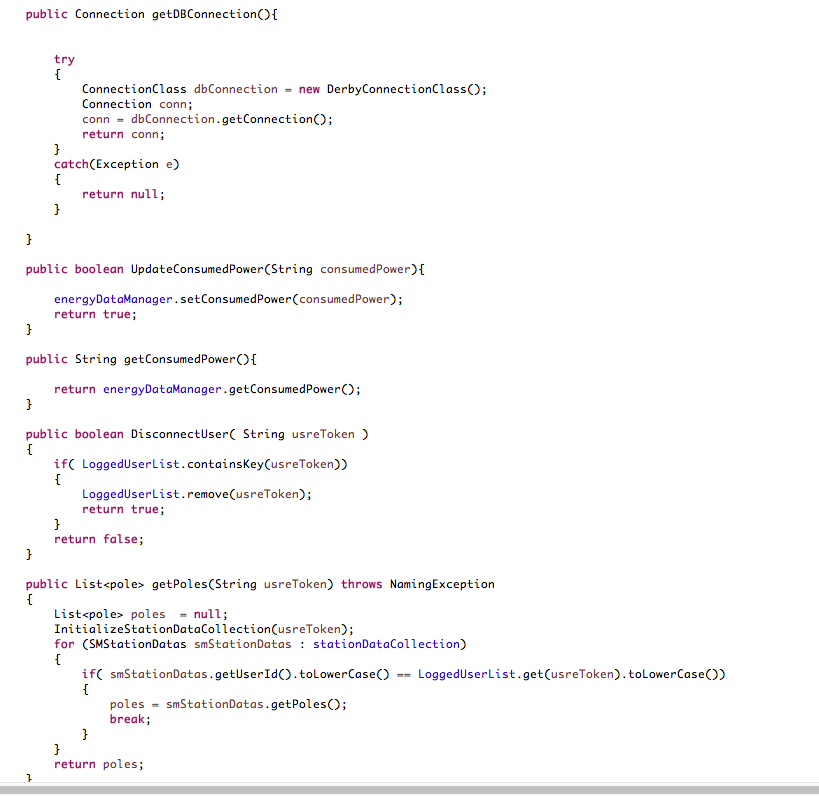 public Connection getDBConnection(){
try
{
ConnectionClass dbConnection = new DerbyConnectionClass();
Connection conn;
conn = dbConnection.getConnection();
return conn;
}
catch(Exception e)
{
return null;
}
}
public boolean UpdateConsumedPower(String consumedPower){
energyDataManager.setConsumedPower(consumedPower);
return true;
}
public String getConsumedPower(){
return energyDataManager.getConsumedPower();
}
public boolean DisconnectUser( String usreToken )
{
if( LoggedUserList.containsKey(usreToken))
{
LoggedUserList.remove(usreToken);
return true;
}
return false;
}
public List<pole> getPoles(String usreToken) throws NamingException
{
List<pole> poles  = null;
InitializeStationDataCollection(usreToken);
for (SMStationDatas smStationDatas : stationDataCollection)
{
if( smStationDatas.getUserId().toLowerCase() == LoggedUserList.get(usreToken).toLowerCase())
{
poles = smStationDatas.getPoles();
break;
}
}
return poles;
}